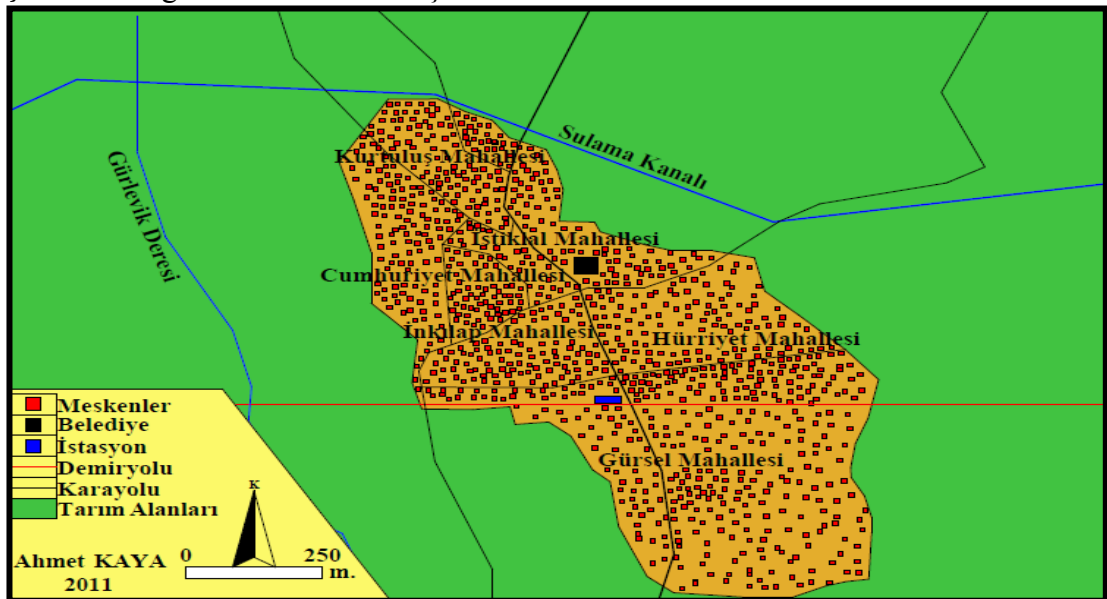 Sulama Kanalı
Gürlevik Deresi
Kurtuluş Mahallesi
İstiklal Mahallesi
Cumhuriyet Mahallesi
İnkılap Mahallesi
Hürriyet Mahallesi
Gürsel Mahallesi
Meskenler
Belediye
İstasyon
Demiryolu
Karayolu
Tarım Alanları
K
0 250
m.
Ahmet KAYA
2011